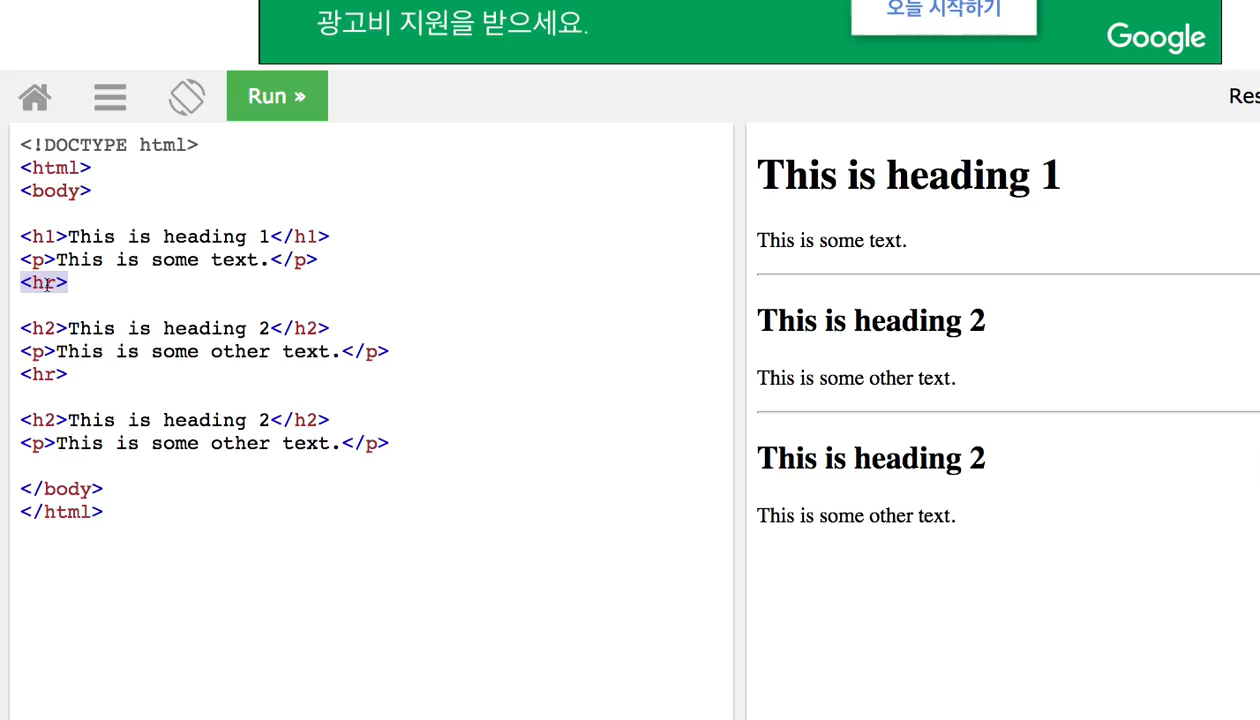 광고비 지원을 받으세요.
오늘 시작하기
Google
Run »
<!DOCTYPE html>
<html>
<body>
<h1>This is heading 1</h1>
<p>This is some text.</p>
<hr>
<h2>This is heading 2</h2>
<p>This is some other text.</p>
<hr>
<h2>This is heading 2</h2>
<p>This is some other text.</p>
</body>
</html>
This is heading 1
This is some text.
This is heading 2
This is some other text.
This is heading 2
This is some other text.